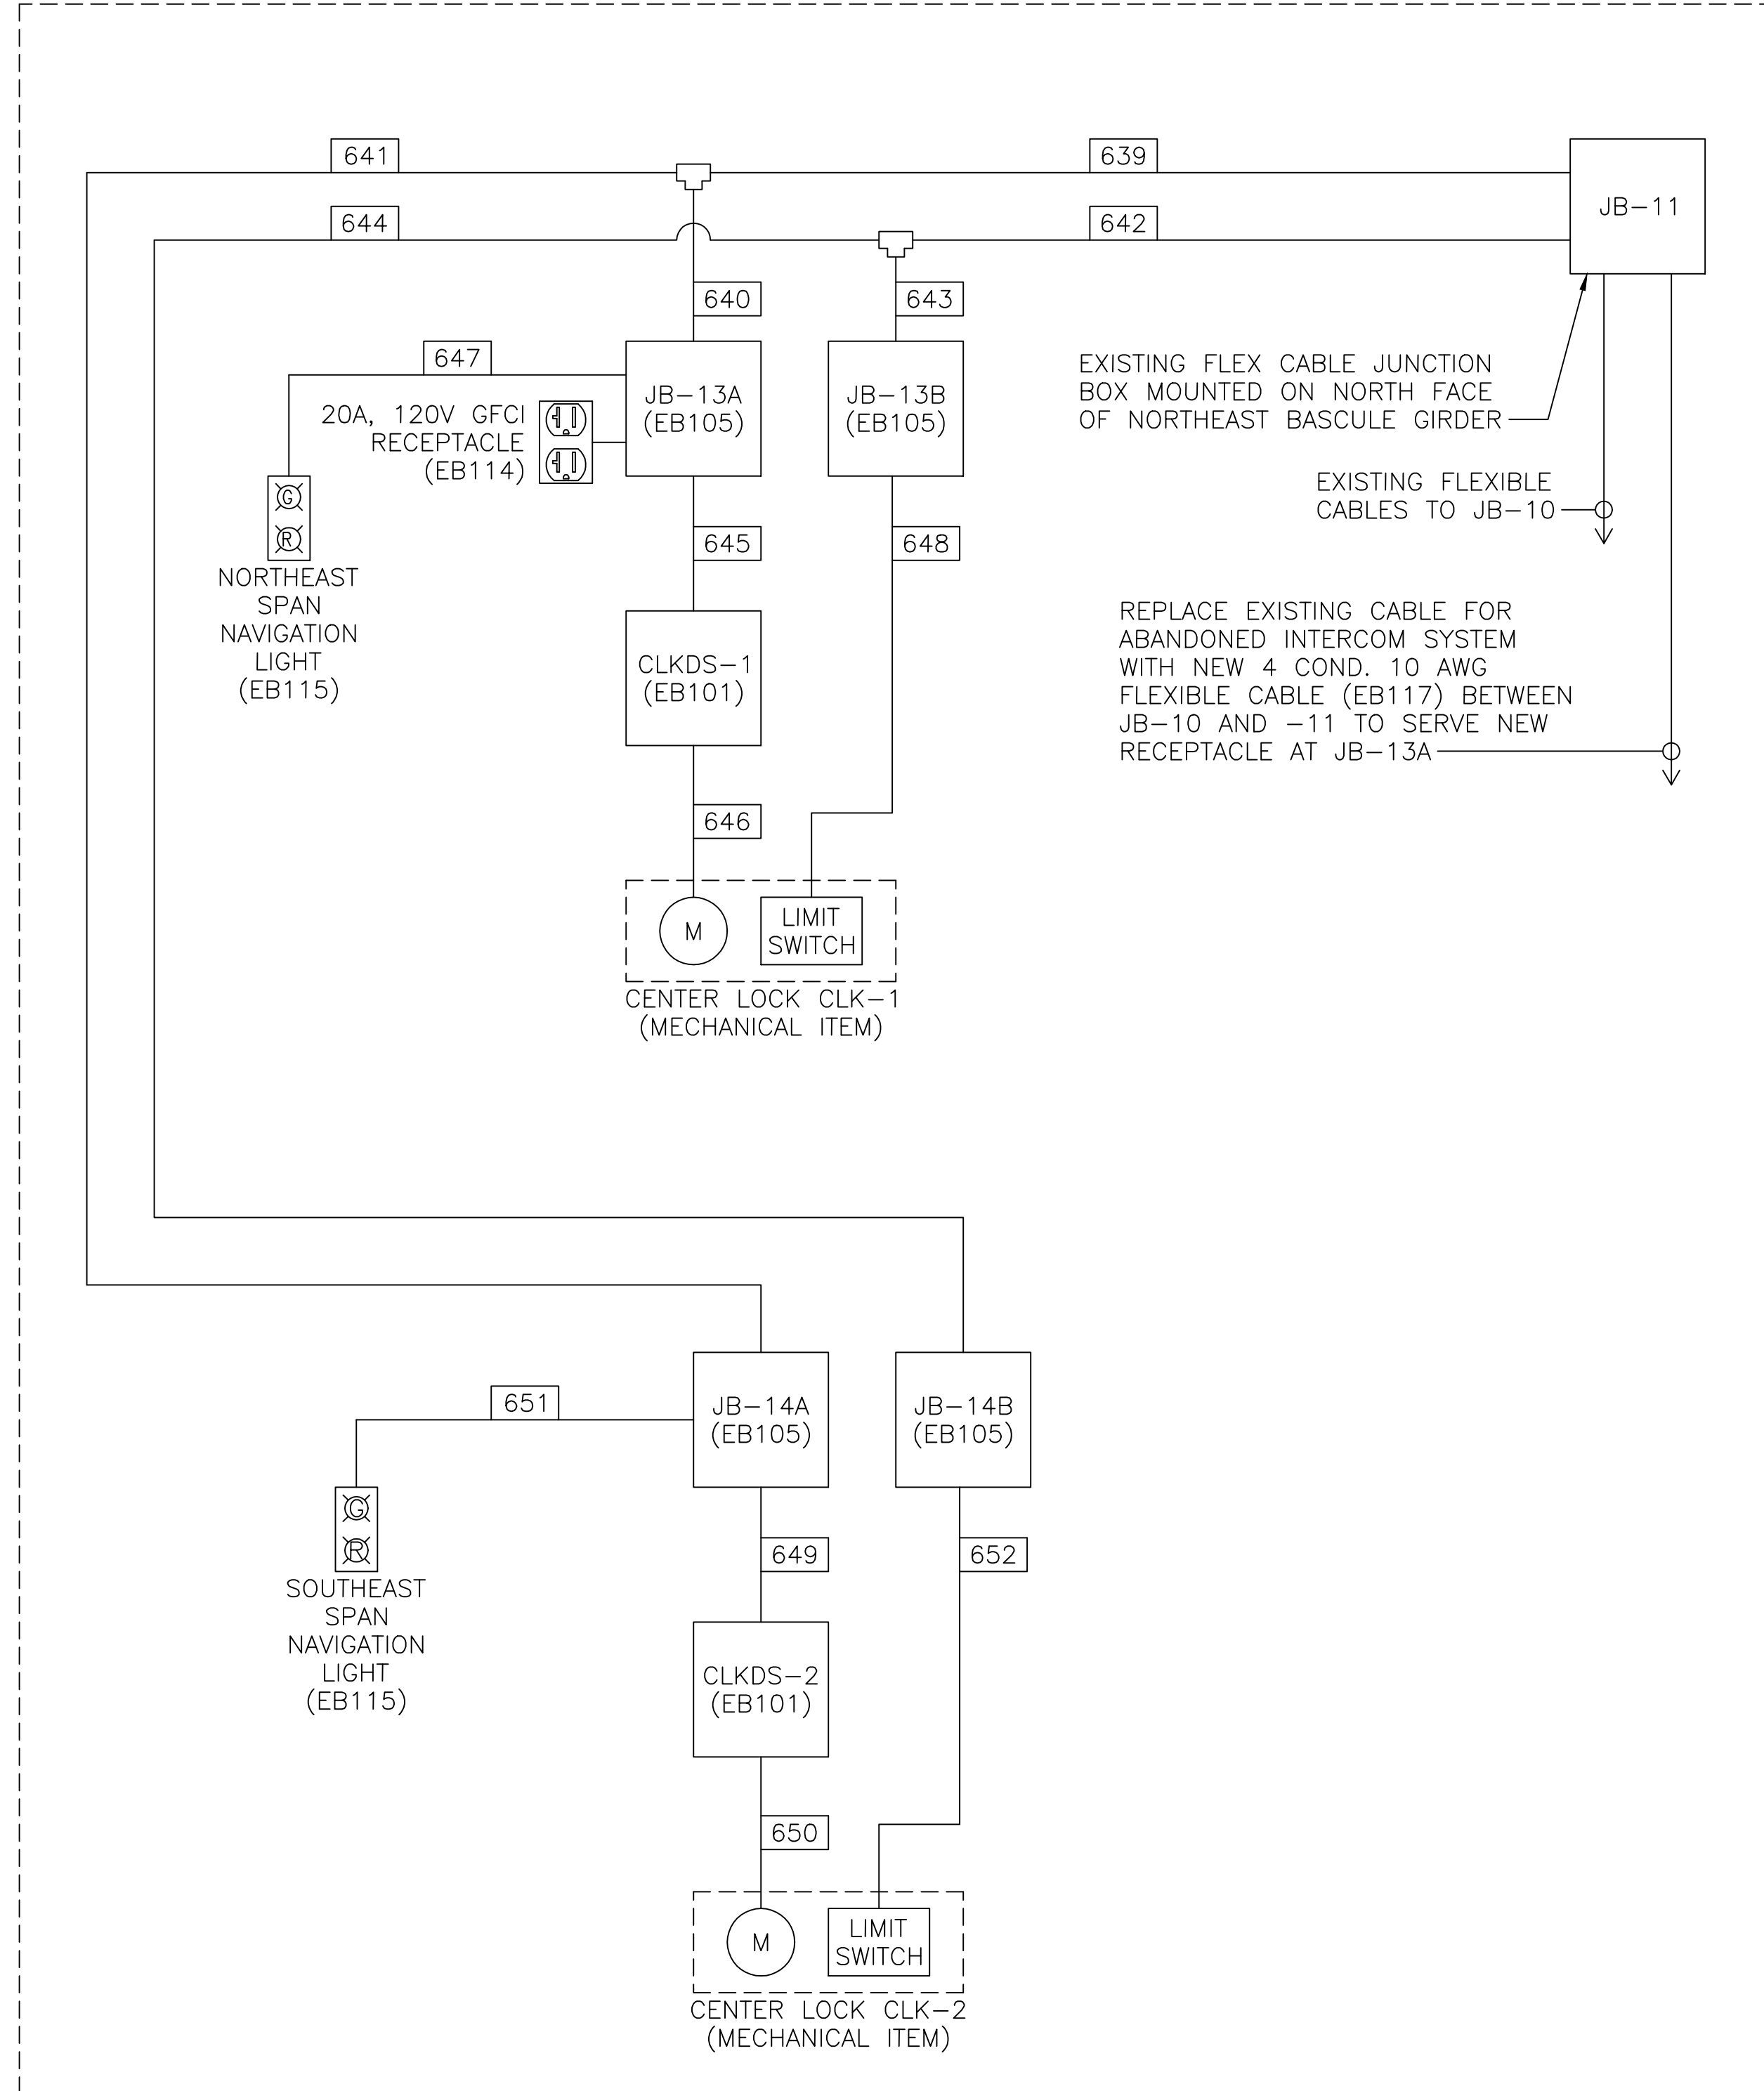 641
639
JB-11
644
642
640
643
647
JB-13A
(EB105)
JB-13B
(EB105)
20A, 120V GFCI
RECEPTACLE
(EB114)
EXISTING FLEX CABLE JUNCTION
BOX MOUNTED ON NORTH FACE
OF NORTHEAST BASCULE GIRDER
EXISTING FLEXIBLE
CABLES TO JB-10
G
R
NORTHEAST
SPAN
NAVIGATION
LIGHT
(EB115)
645
648
REPLACE EXISTING CABLE FOR
ABANDONED INTERCOM SYSTEM
WITH NEW 4 COND. 10 AWG
FLEXIBLE CABLE (EB117) BETWEEN
JB-10 AND -11 TO SERVE NEW
RECEPTACLE AT JB-13A
CLKDS-1
(EB101)
646
M
LIMIT
SWITCH
CENTER LOCK CLK-1
(MECHANICAL ITEM)
651
JB-14A
(EB105)
JB-14B
(EB105)
G
R
SOUTHEAST
SPAN
NAVIGATION
LIGHT
(EB115)
649
652
CLKDS-2
(EB101)
650
M
LIMIT
SWITCH
CENTER LOCK CLK-2
(MECHANICAL ITEM)